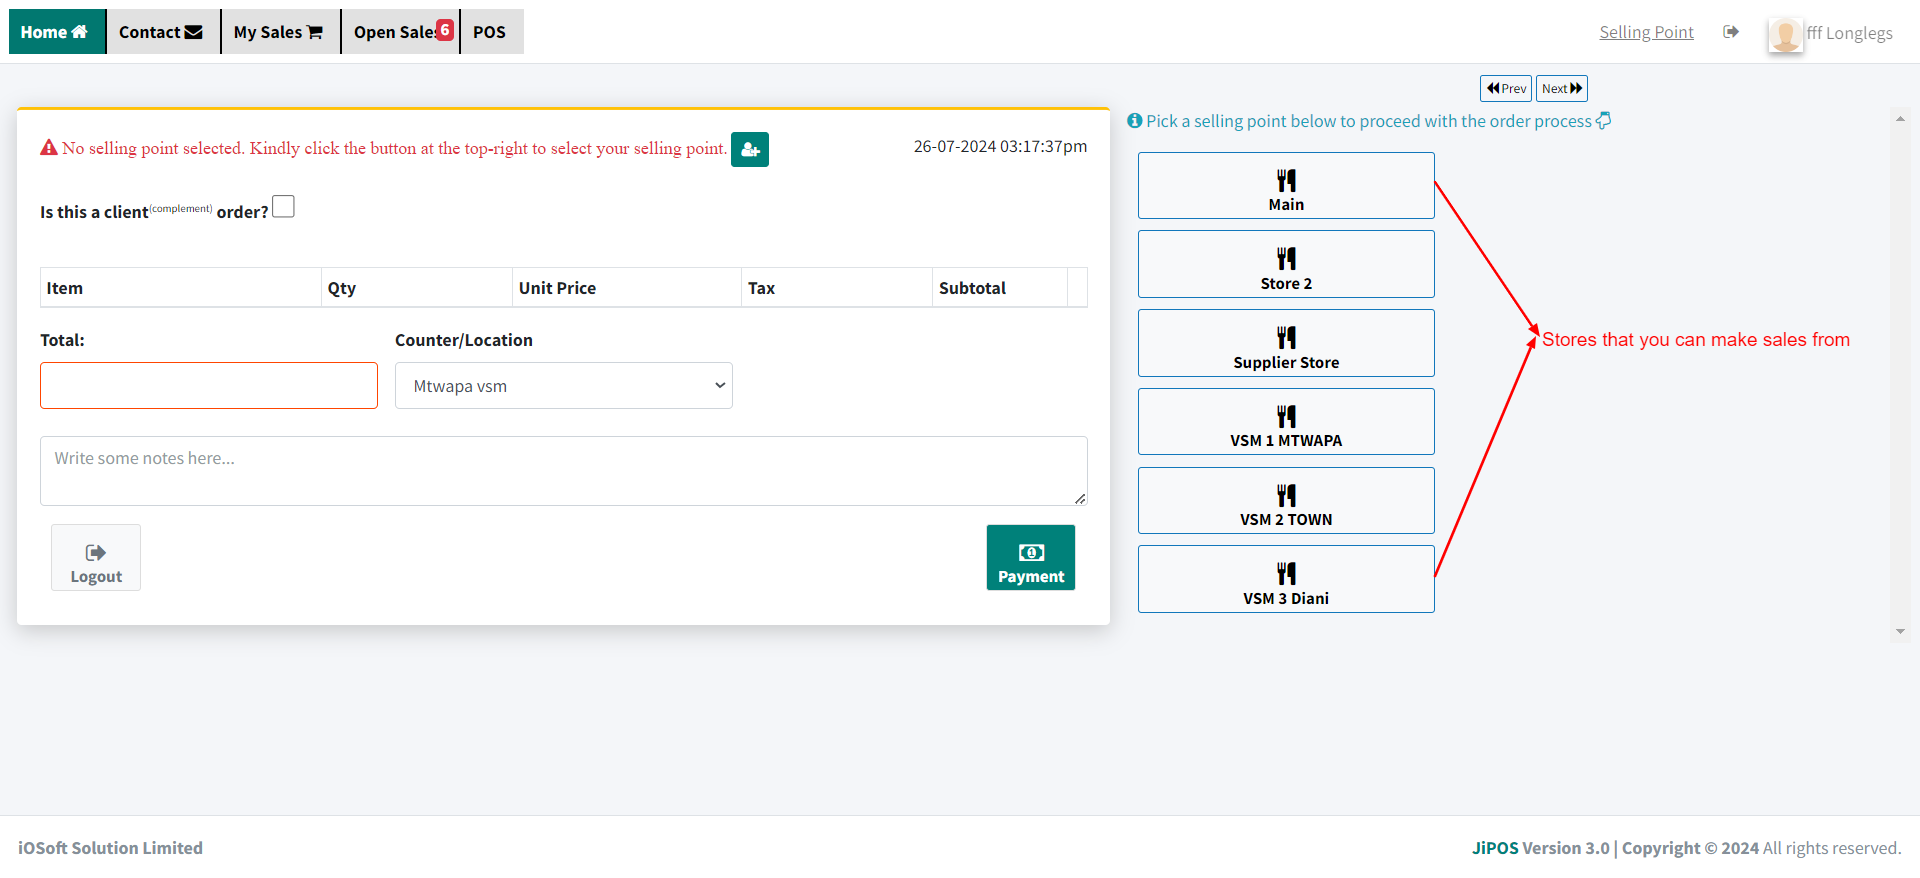 Home
Contact
My Sales
Open Sales 6
POS
Selling Point
fff Longlegs
Prev
Next
No selling point selected. Kindly click the button at the top-right to select your selling point.
26-07-2024 03:17:37pm
Pick a selling point below to proceed with the order process
Is this a client(complement) order?
Item Qty Unit Price Tax Subtotal
Total:
Counter/Location
Mtwapa vsm
Write some notes here...
Logout
Payment
Main
Store 2
Supplier Store
VSM 1 MTWAPA
VSM 2 TOWN
VSM 3 Diani
Stores that you can make sales from
iOSoft Solution Limited
JiPOS Version 3.0 | Copyright © 2024 All rights reserved.